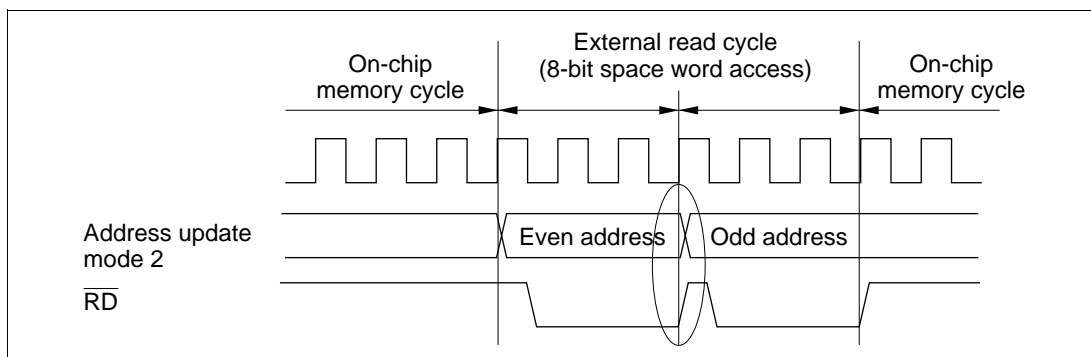 External read cycle
(8-bit space word access)
On-chip
memory cycle
On-chip
memory cycle
Address update
mode 2
Even address
Odd address
RD